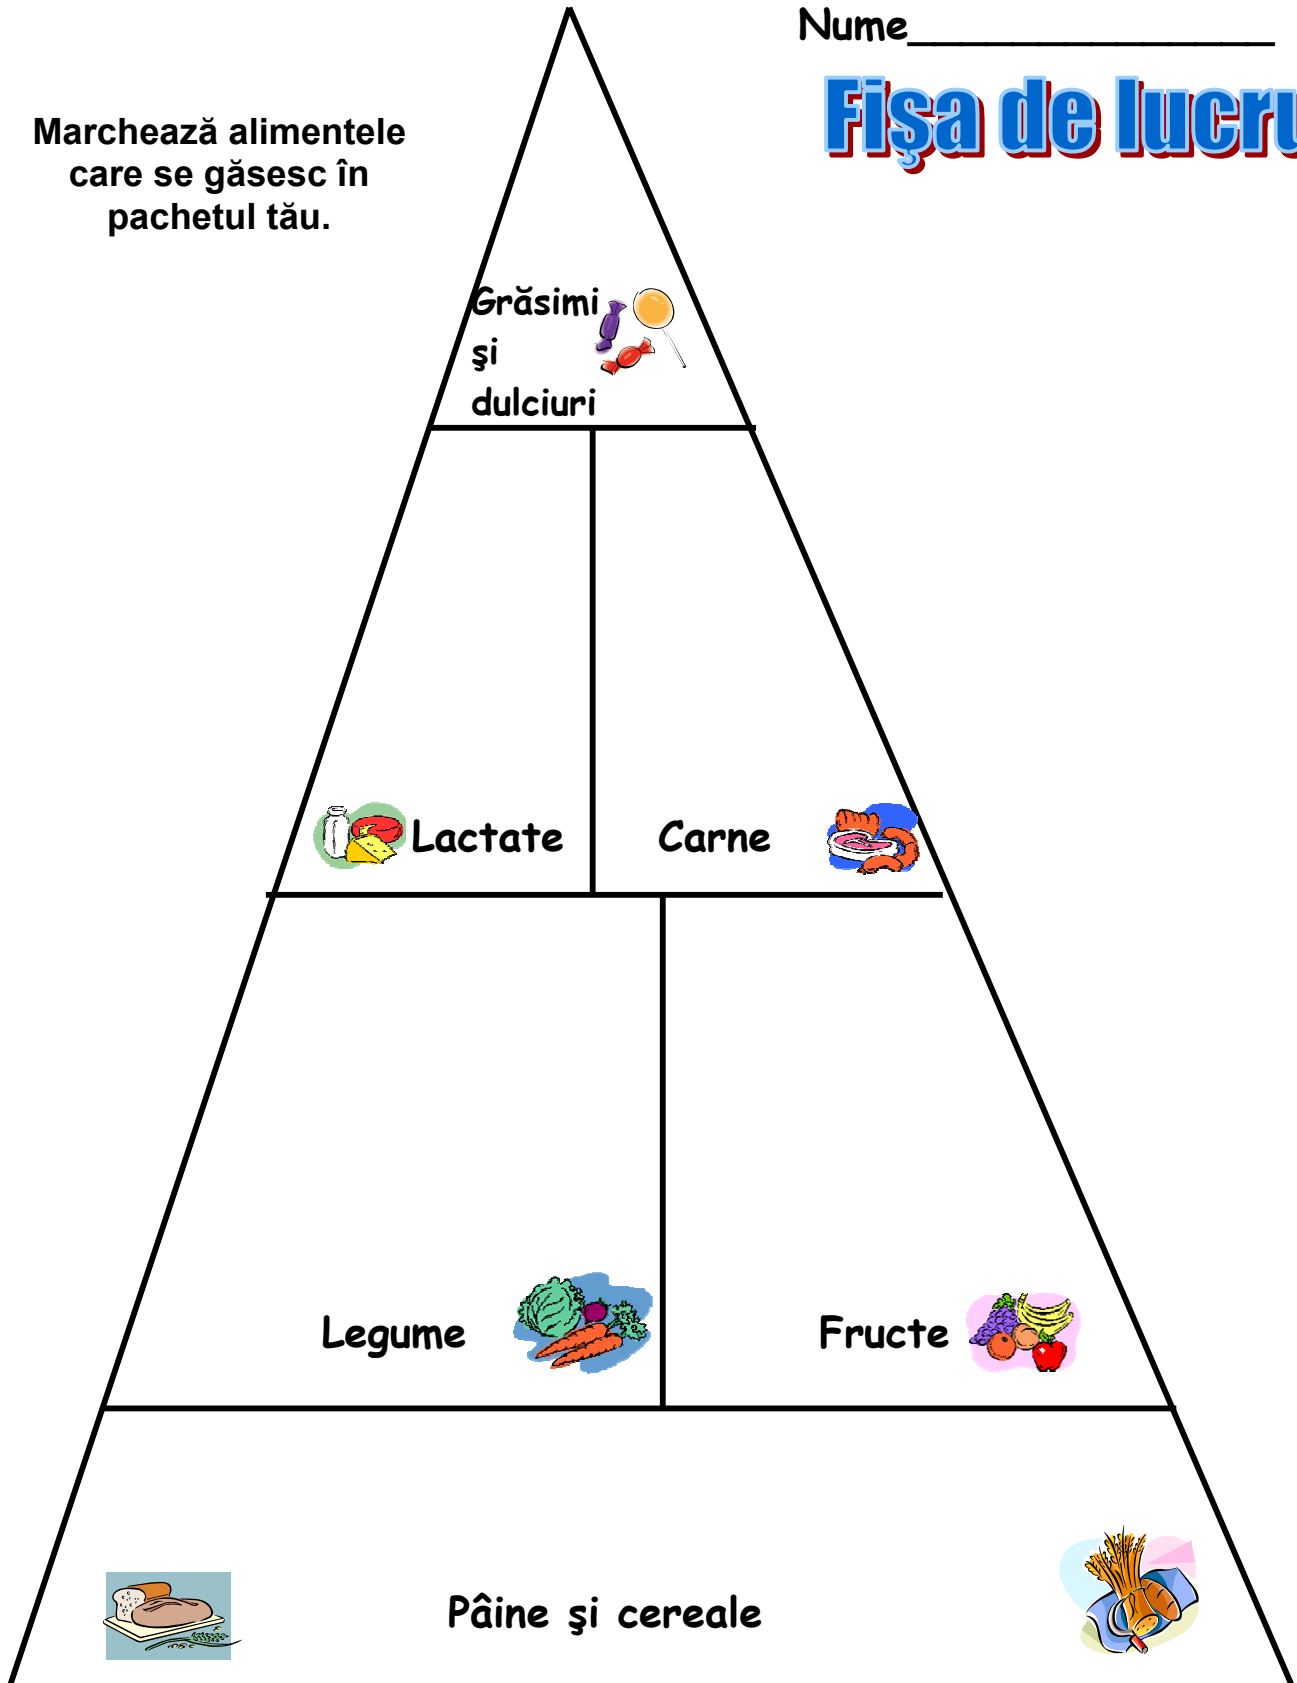 Nume________________
Fişa de lucru
Marchează alimentele
care se găsesc în
pachetul tău.
Grăsimi
şi
dulciuri
Lactate
Carne
Legume
Fructe
Pâine şi cereale